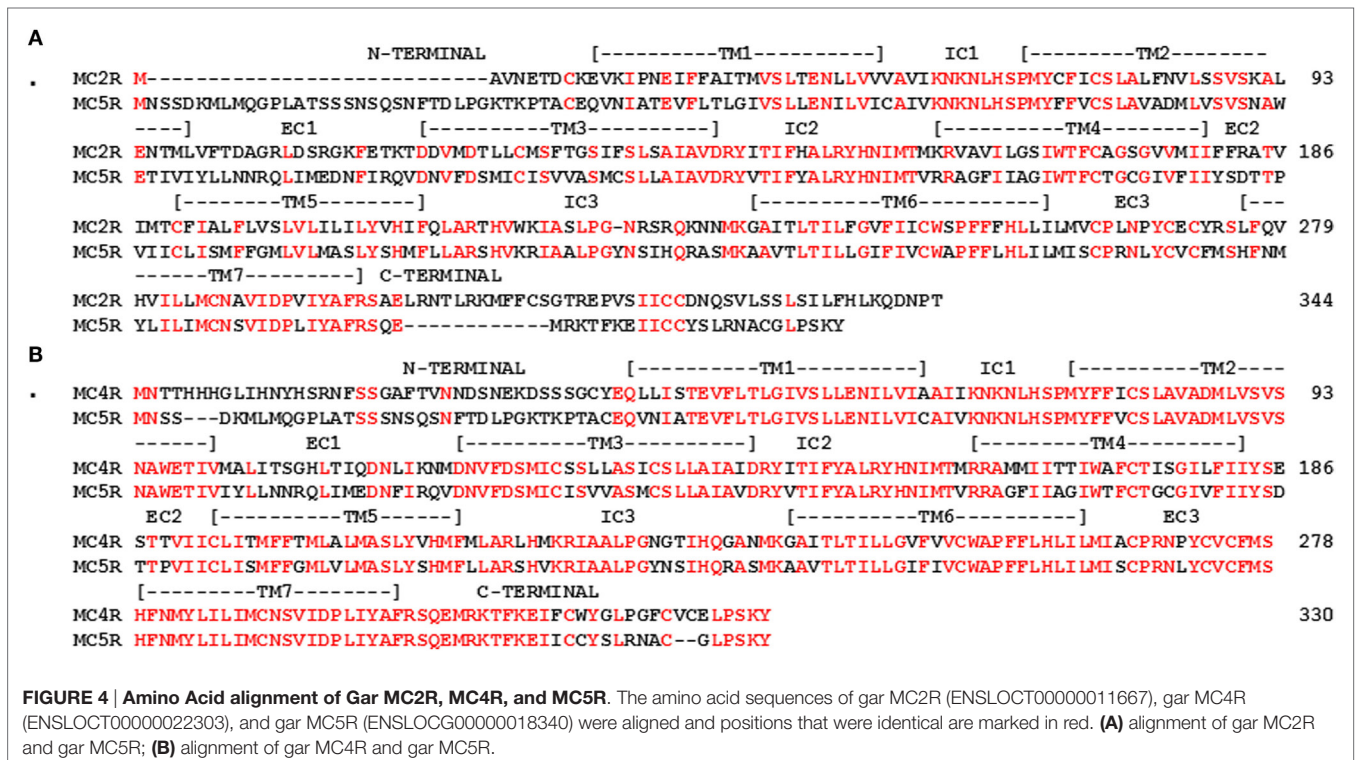 A
N-TERMINAL [----------TM1----------] IC1 [---------TM2--------
MC2R M----------------------------AVNETDCKEVKIPNEIFFAITMVSLTENLLVVVAVIKNKNLHSPMYCFICSLALFNVLSSVSKAL 93
MC5R MNSSDKMLMQGPLATSSSNSQSNFTDLPGKTKPTACEQVNIATEVFLTLGIVSLLENILVICAIVKNKNLHSPMYFFVCSLAVADMLVSVSNAW
----] EC1 [----------TM3----------] IC2 [----------TM4--------] EC2
MC2R ENTMLVFTDAGRLDSRGKFETKTDDVMDTLLCMSFTGSIFSLSAIAVDRYITIFHALRYHNIMTMKRVAVILGSIWTFCAGSGVVMIIFFRATV 186
MC5R ETIVIYLLNNRQLIMEDNFIRQVDNVFDSMICISVVASMCSLLAIAVDRYVTIFYALRYHNIMTVRRAGFIIAGIWTFCTGCGIVFIIYSDTTP
[--------TM5--------] IC3 [----------TM6----------] EC3 [---
MC2R IMTCFIALFLVSLVLILILYVHIFQLARTHVWKIASLPG-NRSRQKNNMKGAITLTILFGVFIICWSPFFFHLLILMVCPLNPYCECYRSLFQV 279
MC5R VIICLISMFFGMLVLMASLYSHMFLLARSHVKRIAALPGYNSIHQRASMKAAVTLTILLGIFIVCWAPFFLHLILMISCPRNLYCVCFMSHFNM
------TM7---------] C-TERMINAL
MC2R HVILLMCNAVIDPVIYAFRSAELRNTLRKMFFCSGTREPVSIICCDNQSVLSSLSILFHLKQDNPT 344
MC5R YLILIMCNSVIDPLIYAFRSQE------------MRKTFKEIICCYSLRNACGLPSKY
B
N-TERMINAL [----------TM1----------] IC1 [----------TM2----
MC4R MNTTHHHGLIHNYHSRNFSSGAFTVNNDSNEKDSSSGCYEQLLISTEVFLTLGIVSLLENILVIAAIIKNKNLHSPMYFFICSLAVADMLVSVS 93
MC5R MNSS---DKMLMQGPLATSSSNSQSNFTDLPGKTKPTACEQVNIATEVFLTLGIVSLLENILVICAIVKNKNLHSPMYFFVCSLAVADMLVSVS
------] EC1 [----------TM3----------] IC2 [---------TM4---------]
MC4R NAWETIVMALITSGHLTIQDNLIKNMDNVFDSMICSSLLASICSLLAIAIDRYITIFYALRYHNIMTMRRAMMIITTIWAFCTISGILFIIYSE 186
MC5R NAWETIVIYLLNNRQLIMEDNFIRQVDNVFDSMICISVVASMCSLLAIAVDRYVTIFYALRYHNIMTVRRAGFIIAGIWTFCTGCGIVFIIYSD
EC2 [----------TM5------] IC3 [----------TM6----------] EC3
MC4R STTVIICLITMFFTMLALMASLYVHMFMLARLHMKRIAALPGNGTIHQGANMKGAITLTILLGVFVVCWAPFFLHLILMIACPRNPYCVCFMS 278
MC5R TTPVIICLISMFFGMLVLMASLYSHMFLLARSHVKRIAALPGYNSIHQRASMKAAVTLTILLGIFIVCWAPFFLHLILMISCPRNLYCVCFMS
[---------TM7--------] C-TERMINAL
MC4R HFNMYLILIMCNSVIDPLIYAFRSQEMRKTFKEIFCWYGLPGFCVCELPSKY 330
MC5R HFNMYLILIMCNSVIDPLIYAFRSQEMRKTFKEIICCYSLRNAC--GLPSKY
FIGURE 4 | Amino Acid alignment of Gar MC2R, MC4R, and MC5R. The amino acid sequences of gar MC2R (ENSLOCT00000011667), gar MC4R
(ENSLOCT00000022303), and gar MC5R (ENSLOCG00000018340) were aligned and positions that were identical are marked in red. (A) alignment of gar MC2R
and gar MC5R; (B) alignment of gar MC4R and gar MC5R.